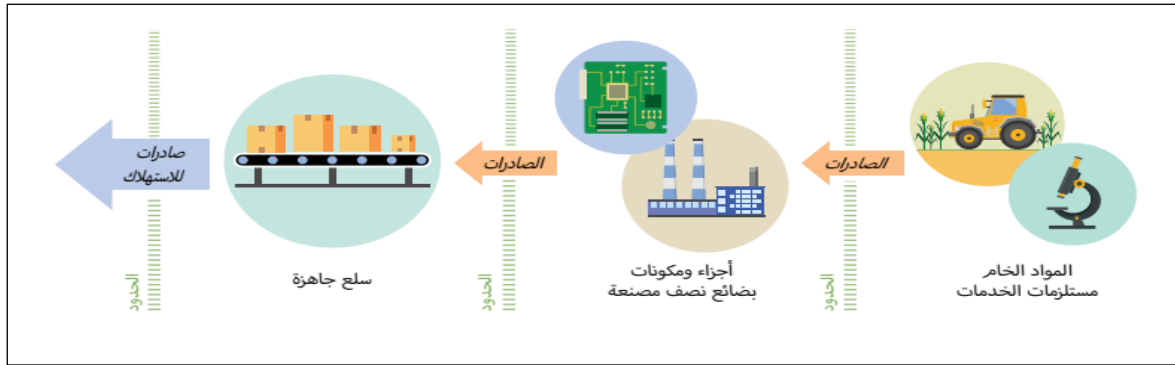 المواد الخام
مستلزمات الخدمات
الصادرات
الحدود
أجزاء ومكونات
بضائع نصف مصنعة
الصادرات
الحدود
سلع جاهزة
صادرات
للاستهلاك
الحدود